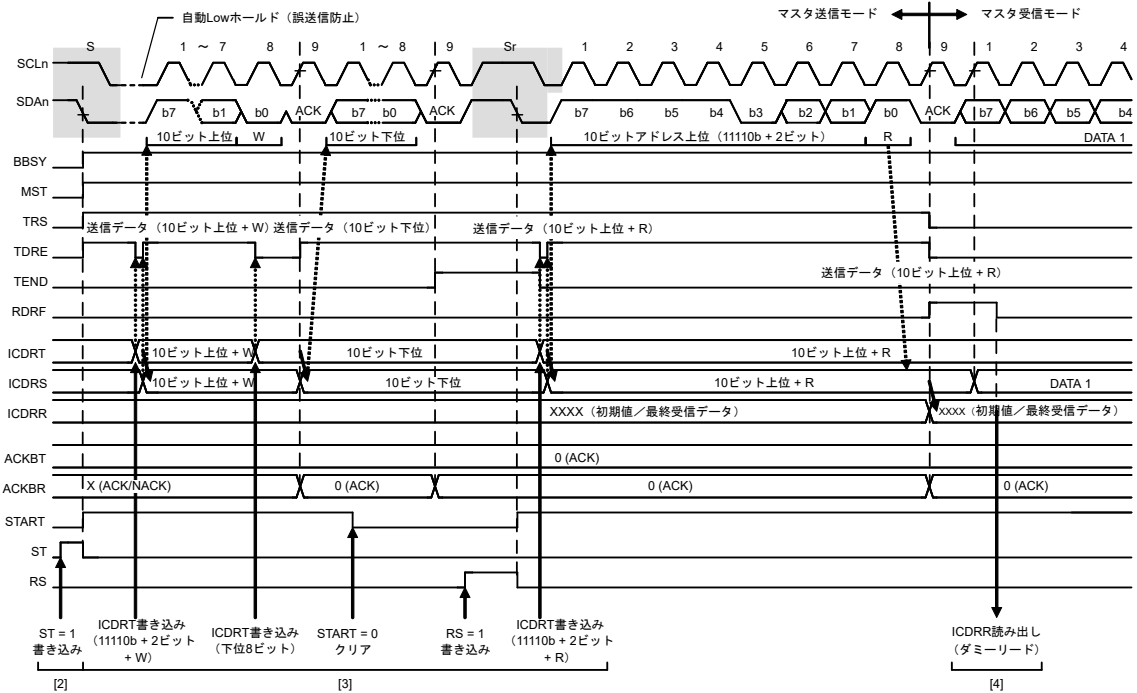 自動Lowホールド（誤送信防止）
マスタ送信モード マスタ受信モード
S 1 ～ 7 8 9 1 ～ 8 9 Sr 1 2 3 4 5 6 7 8 9 1 2 3 4
SCLn
SDAn b7 b1 b0 ACK b7 b0 ACK b7 b6 b5 b4 b3 b2 b1 b0 ACK b7 b6 b5 b4
10ビット上位 W 10ビット下位 10ビットアドレス上位（11110b + 2ビット） R DATA 1
BBSY
MST
TRS
送信データ（10ビット上位 + W） 送信データ（10ビット下位） 送信データ（10ビット上位 + R）
TDRE
TEND 送信データ（10ビット上位 + R）
RDRF
ICDRT 10ビット上位 + W 10ビット下位 10ビット上位 + R
ICDRS 10ビット上位 + W 10ビット下位 10ビット上位 + R DATA 1
ICDRR XXXX（初期値／最終受信データ） XXXX（初期値／最終受信データ）
ACKBT 0 (ACK)
ACKBR X (ACK/NACK) 0 (ACK) 0 (ACK) 0 (ACK)
START
ST
RS
ST = 1
書き込み
ICDRT書き込み
（11110b + 2ビット
+ W）
ICDRT書き込み
（下位8ビット）
START = 0
クリア
RS = 1
書き込み
ICDRT書き込み
（11110b + 2ビット
+ R）
ICDRR読み出し
（ダミーリード）
[2] [3] [4]